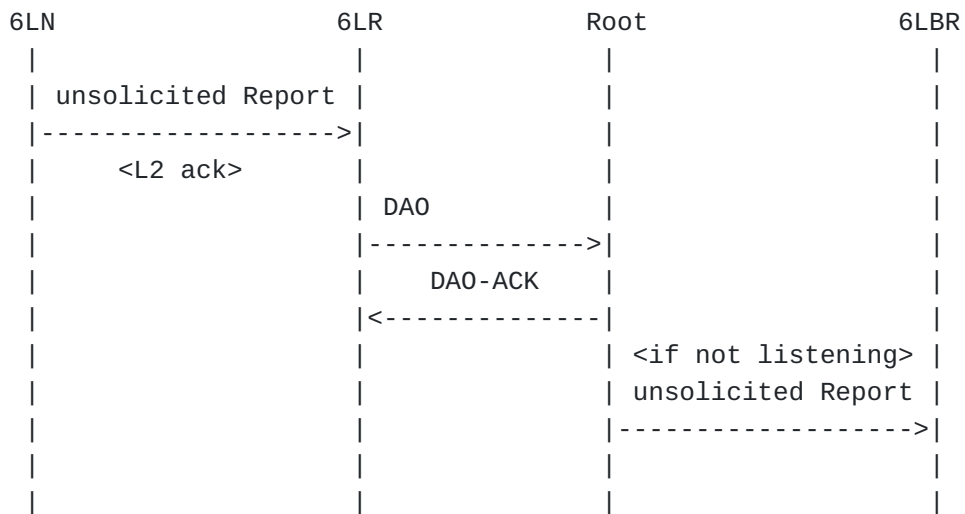 6LN 6LR Root 6LBR
unsolicited Report
<L2 ack>
DAO
DAO-ACK
<if not listening>
unsolicited Report